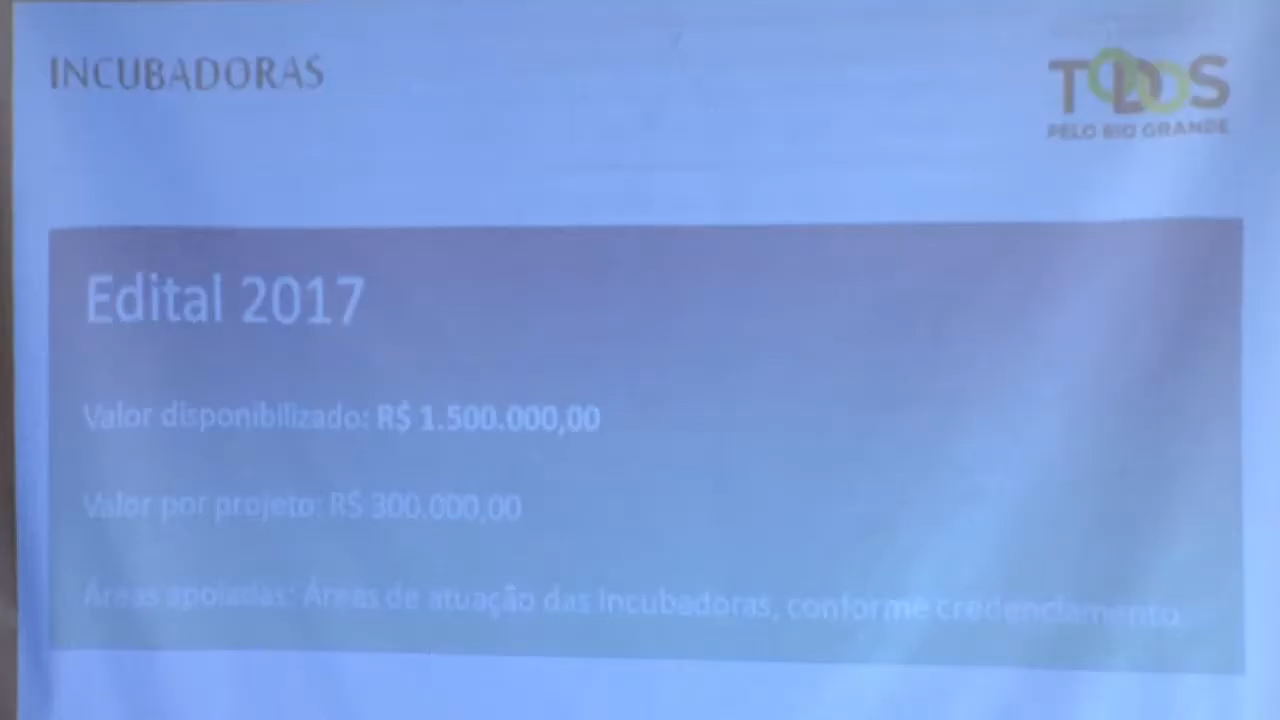 INCUBADORAS
TODOS
PELO RIO GRANDE
Edital 2017
Valor disponibilizado: R$ 1.500.000,00
Valor por projeto: R$ 300.000,00
Áreas apoiadas: Áreas de atuação das Incubadoras, conforme credenciamento